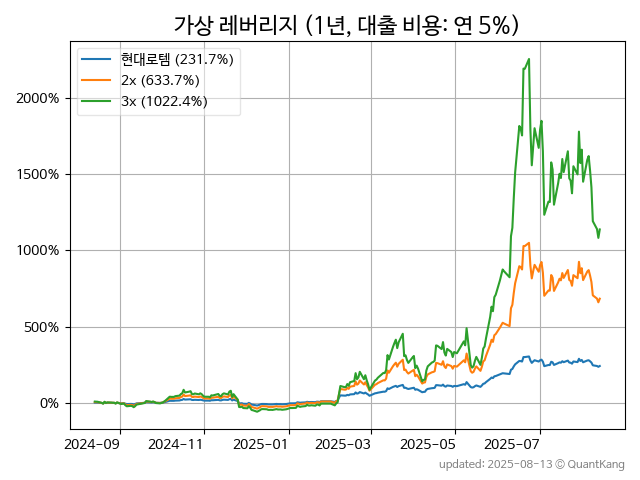 가상 레버리지 (1년, 대출 비용: 연 5%)
현대로템 (231.7%)
2x (633.7%)
3x (1022.4%)
2000%
1500%
1000%
500%
0%
2024-09 2024-11 2025-01 2025-03 2025-05 2025-07
updated: 2025-08-13 © QuantKang